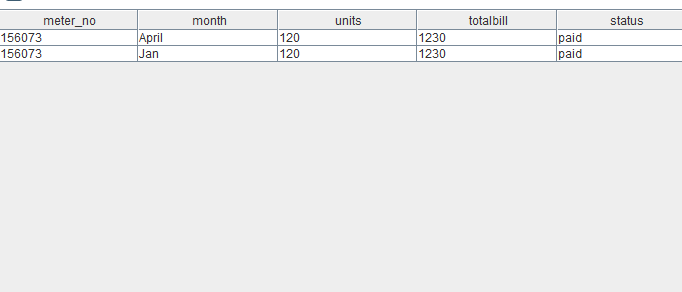 meter_no month units totalbill status
156073 April 120 1230 paid
156073 Jan 120 1230 paid